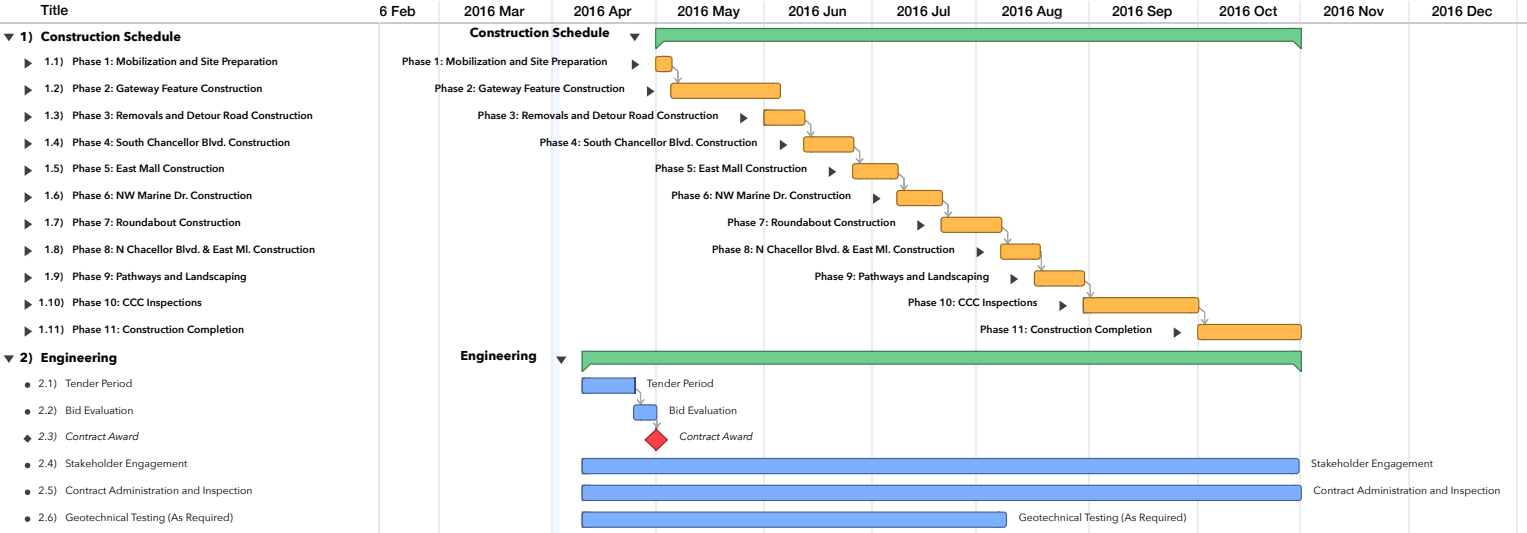 Title 6 Feb 2016 Mar 2016 Apr 2016 May 2016 Jun 2016 Jul 2016 Aug 2016 Sep 2016 Oct 2016 Nov 2016 Dec
1) Construction Schedule Construction Schedule
1.1) Phase 1: Mobilization and Site Preparation Phase 1: Mobilization and Site Preparation
1.2) Phase 2: Gateway Feature Construction Phase 2: Gateway Feature Construction
1.3) Phase 3: Removals and Detour Road Construction Phase 3: Removals and Detour Road Construction
1.4) Phase 4: South Chancellor Blvd. Construction Phase 4: South Chancellor Blvd. Construction
1.5) Phase 5: East Mall Construction Phase 5: East Mall Construction
1.6) Phase 6: NW Marine Dr. Construction Phase 6: NW Marine Dr. Construction
1.7) Phase 7: Roundabout Construction Phase 7: Roundabout Construction
1.8) Phase 8: N Chacellor Blvd. & East Ml. Construction Phase 8: N Chacellor Blvd. & East Ml. Construction
1.9) Phase 9: Pathways and Landscaping Phase 9: Pathways and Landscaping
1.10) Phase 10: CCC Inspections Phase 10: CCC Inspections
1.11) Phase 11: Construction Completion Phase 11: Construction Completion
2) Engineering Engineering
2.1) Tender Period Tender Period
2.2) Bid Evaluation Bid Evaluation
2.3) Contract Award Contract Award
2.4) Stakeholder Engagement Stakeholder Engagement
2.5) Contract Administration and Inspection Contract Administration and Inspection
2.6) Geotechnical Testing (As Required) Geotechnical Testing (As Required)